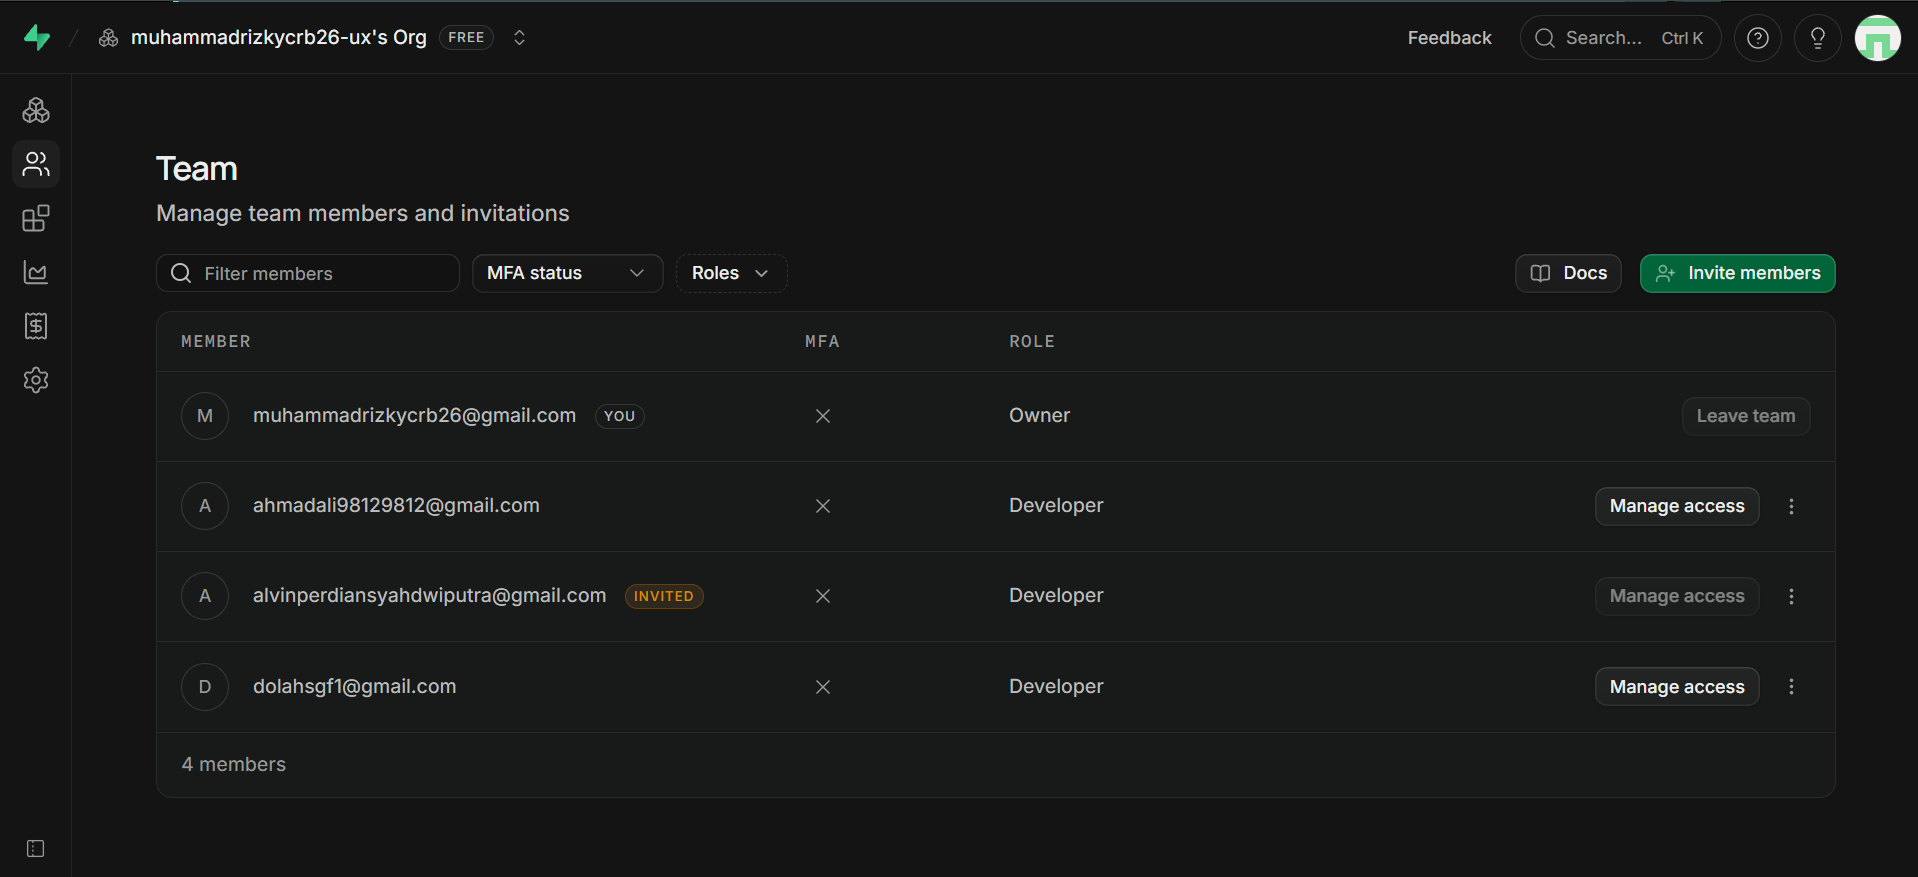 muhammadrizkycrb26-ux's Org FREE Feedback Search... Ctrl K
Team
Manage team members and invitations
Filter members MFA status Roles Docs Invite members
MEMBER MFA ROLE
M muhammadrizkycrb26@gmail.com YOU Owner Leave team
A ahmadali98129812@gmail.com Developer Manage access
A alvinperdiansyahdwiputra@gmail.com INVITED Developer Manage access
D dolahsgf1@gmail.com Developer Manage access
4 members